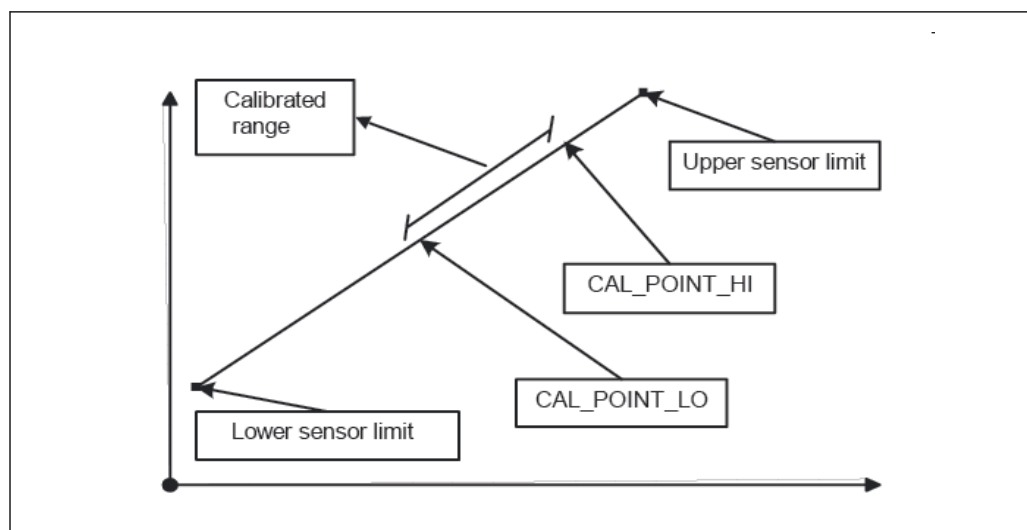 Calibrated
range
Upper sensor limit
CAL_POINT_HI
CAL_POINT_LO
Lower sensor limit